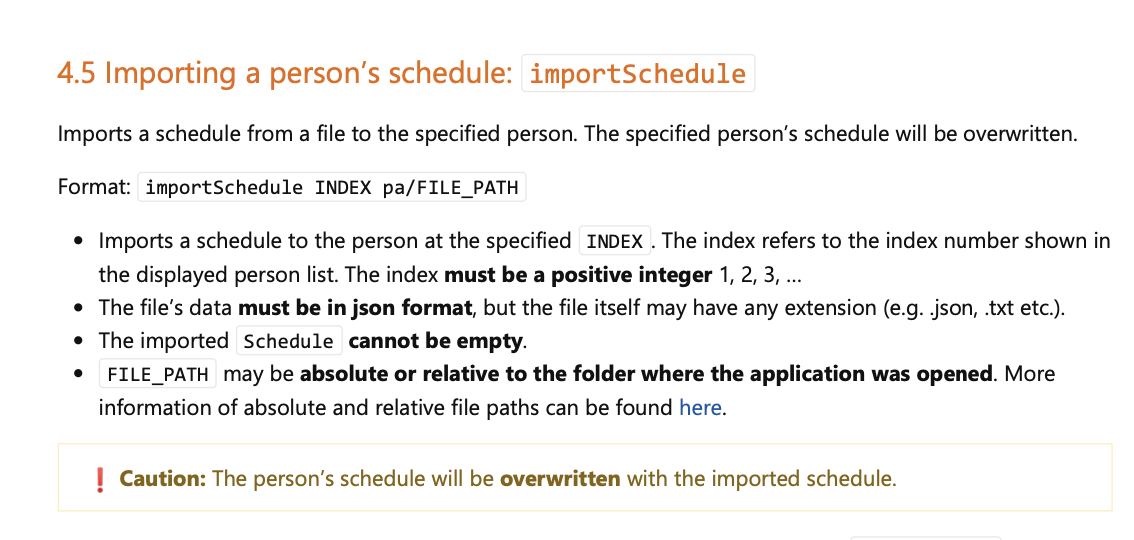 4.5 Importing a person’s schedule: importSchedule
Imports a schedule from a file to the specified person. The specified person’s schedule will be overwritten.
Format: importSchedule INDEX pa/FILE_PATH
• Imports a schedule to the person at the specified INDEX. The index refers to the index number shown in
the displayed person list. The index must be a positive integer 1, 2, 3, …
• The file’s data must be in json format, but the file itself may have any extension (e.g. .json, .txt etc.).
• The imported Schedule cannot be empty.
• FILE_PATH may be absolute or relative to the folder where the application was opened. More
information of absolute and relative file paths can be found here.
❗ Caution: The person’s schedule will be overwritten with the imported schedule.